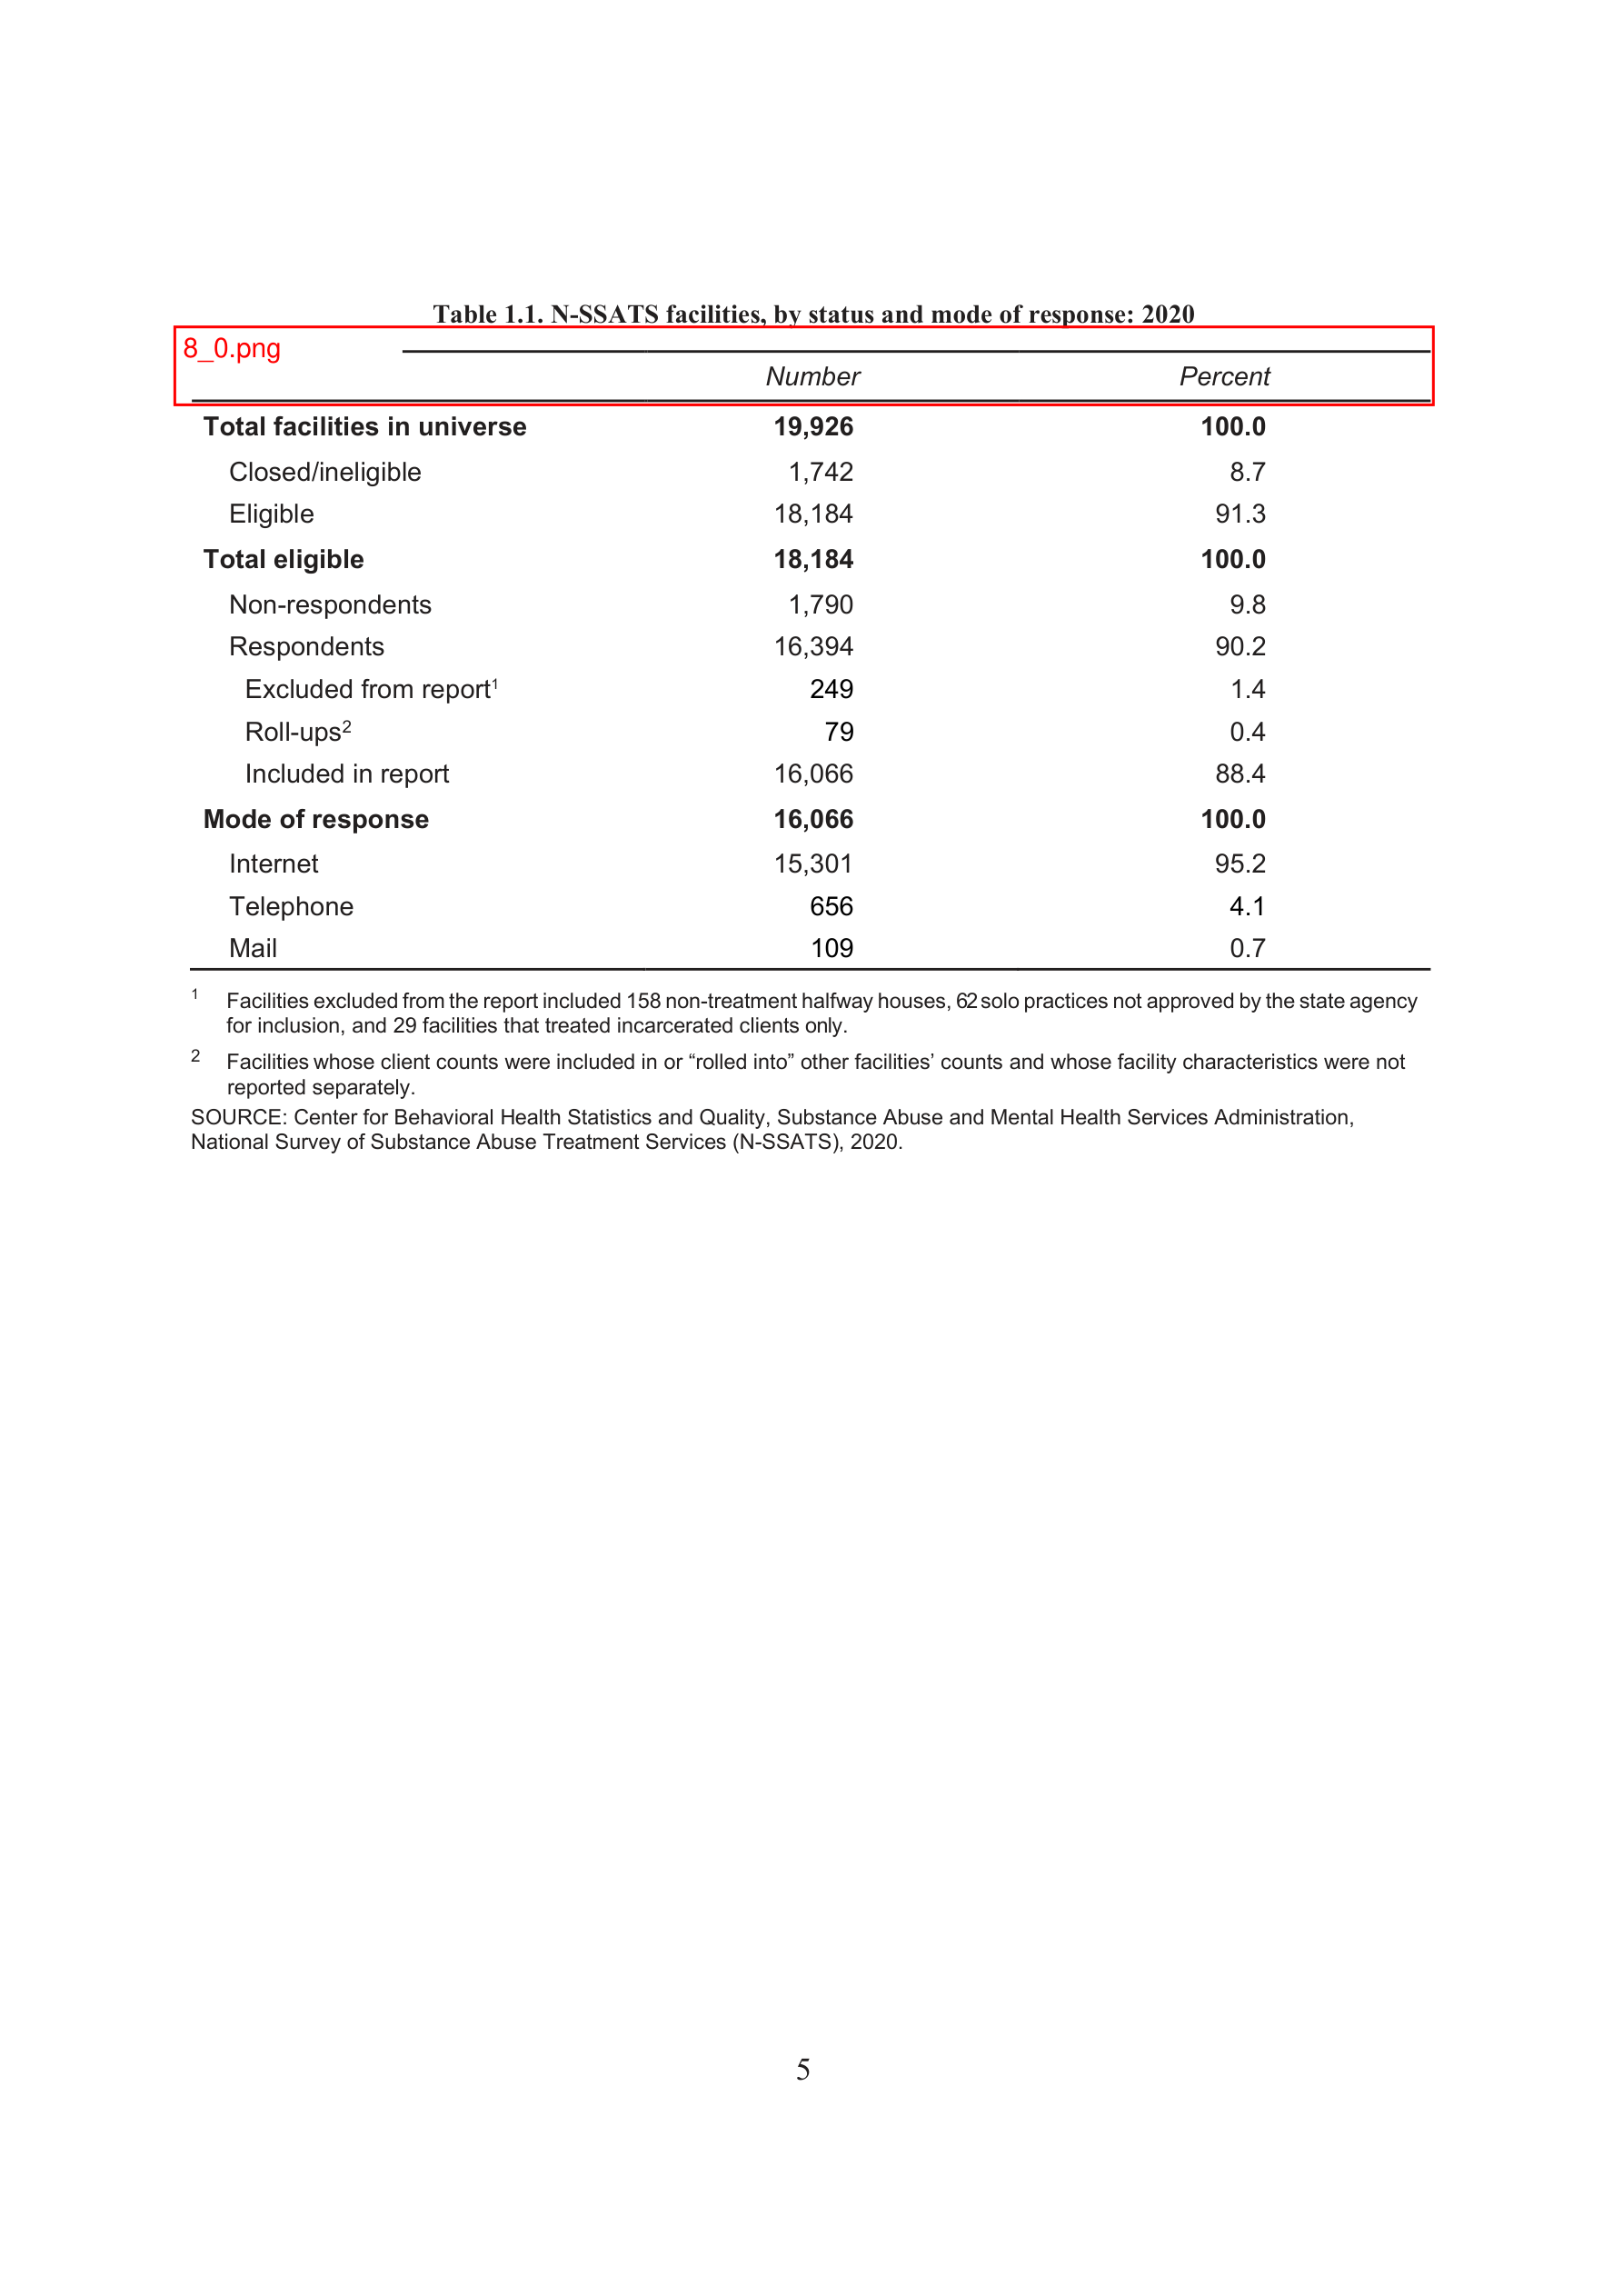 Table 1.1. N-SSATS facilities, by status and mode of response: 2020
8_0.png
Number Percent
Total facilities in universe 19,926 100.0
Closed/ineligible 1,742 8.7
Eligible 18,184 91.3
Total eligible 18,184 100.0
Non-respondents 1,790 9.8
Respondents 16,394 90.2
Excluded from report1 249 1.4
Roll-ups2 79 0.4
Included in report 16,066 88.4
Mode of response 16,066 100.0
Internet 15,301 95.2
Telephone 656 4.1
Mail 109 0.7
1 Facilities excluded from the report included 158 non-treatment halfway houses, 62 solo practices not approved by the state agency
for inclusion, and 29 facilities that treated incarcerated clients only.
2 Facilities whose client counts were included in or “rolled into” other facilities’ counts and whose facility characteristics were not
reported separately.
SOURCE: Center for Behavioral Health Statistics and Quality, Substance Abuse and Mental Health Services Administration,
National Survey of Substance Abuse Treatment Services (N-SSATS), 2020.
5